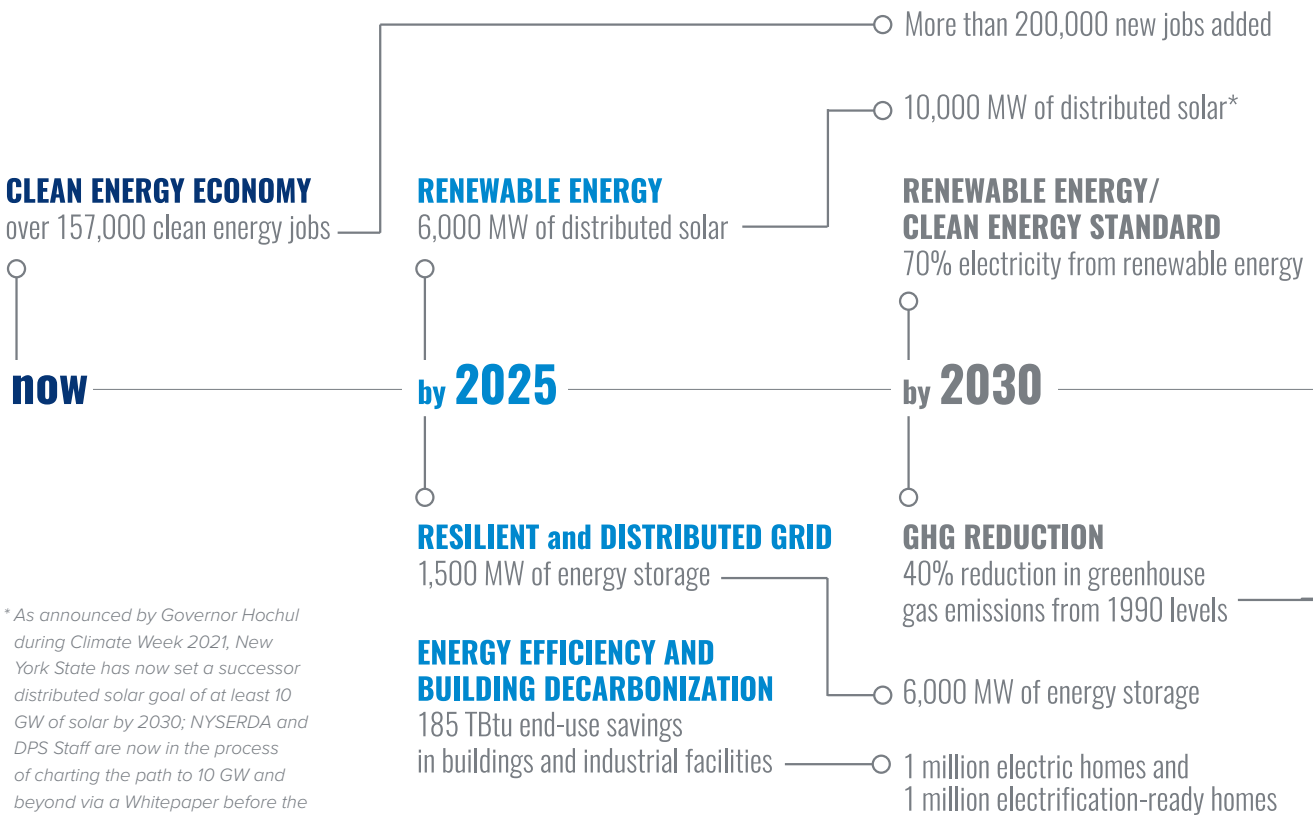 More than 200,000 new jobs added
10,000 MW of distributed solar*
CLEAN ENERGY ECONOMY
over 157,000 clean energy jobs
RENEWABLE ENERGY
6,000 MW of distributed solar
RENEWABLE ENERGY/
CLEAN ENERGY STANDARD
70% electricity from renewable energy
now
by 2025
by 2030
RESILIENT and DISTRIBUTED GRID
1,500 MW of energy storage
ENERGY EFFICIENCY AND
BUILDING DECARBONIZATION
185 TBtu end-use savings
in buildings and industrial facilities
GHG REDUCTION
40% reduction in greenhouse
gas emissions from 1990 levels
6,000 MW of energy storage
1 million electric homes and
1 million electrification-ready homes
* As announced by Governor Hochul
during Climate Week 2021, New
York State has now set a successor
distributed solar goal of at least 10
GW of solar by 2030; NYSERDA and
DPS Staff are now in the process
of charting the path to 10 GW and
beyond via a Whitepaper before the